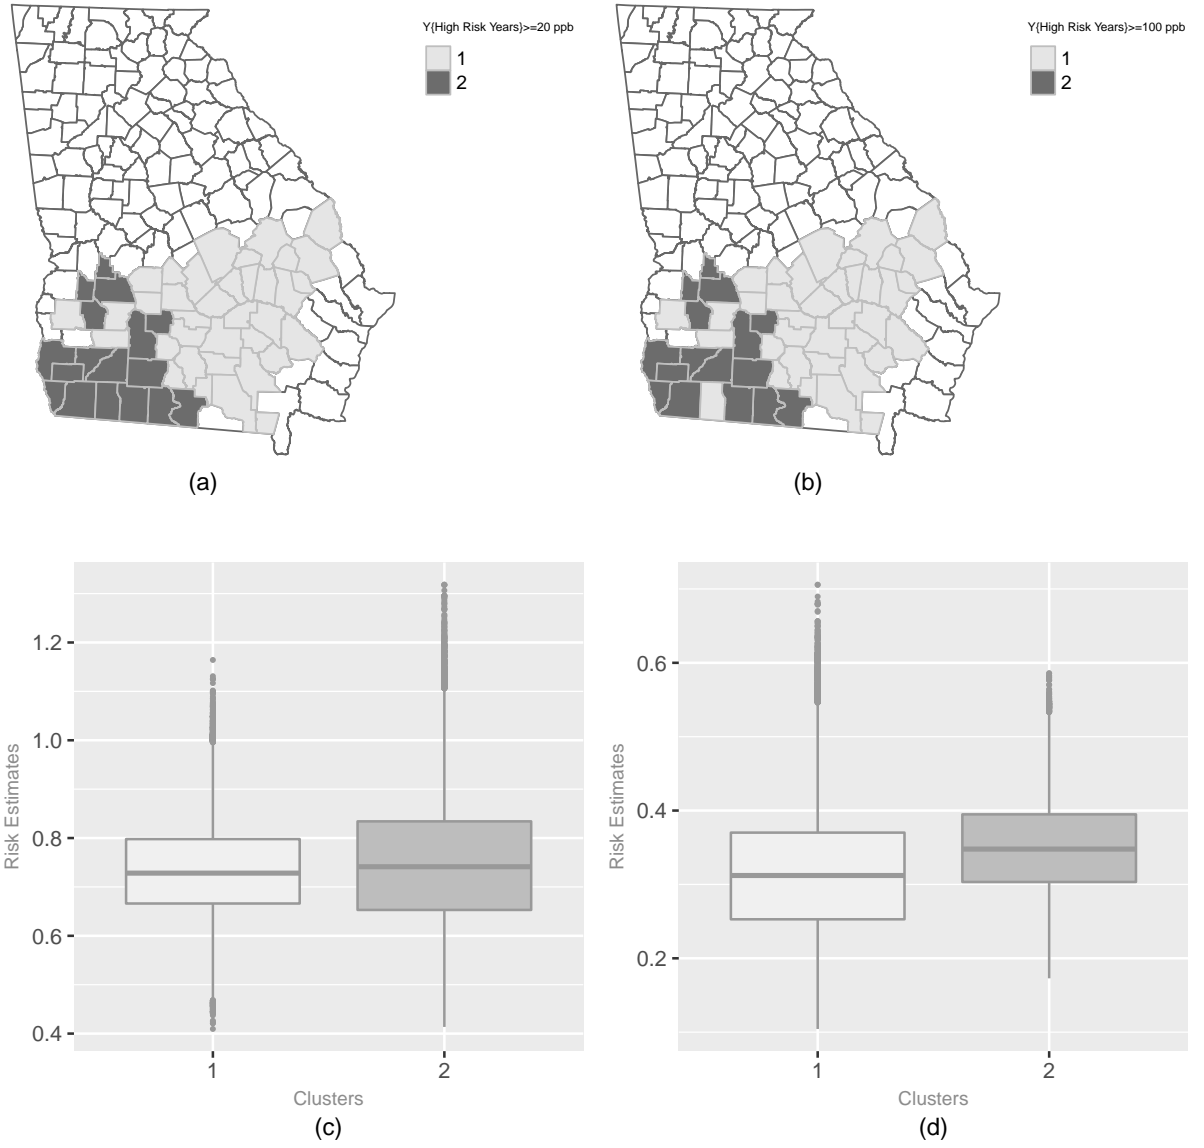 Y{High Risk Years}>=20 ppb
1
2
(a)
Y{High Risk Years}>=100 ppb
1
2
(b)
Risk Estimates
1.2
1.0
0.8
0.6
0.4
1
2
Clusters
(c)
Risk Estimates
0.6
0.4
0.2
1
2
Clusters
(d)